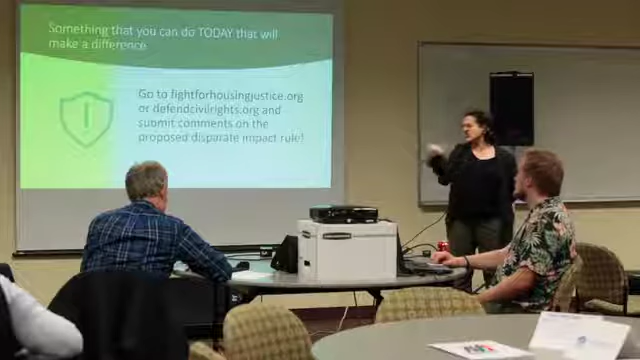 Something that you can do TODAY that will
make a difference
Go to fightforhousingjustice.org
or defendcivilrights.org and
submit comments on the
proposed disparate impact rule!